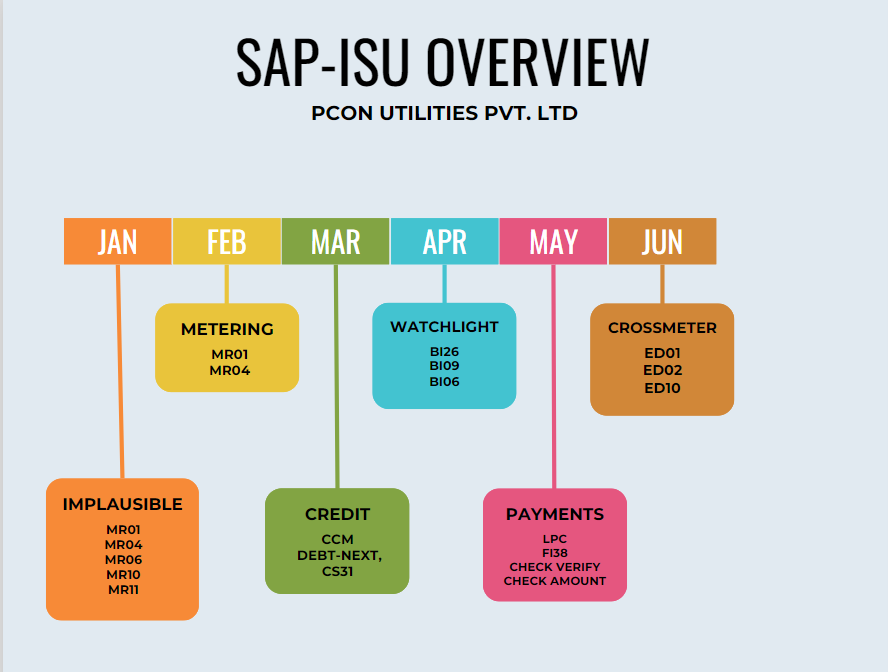 SAP-ISU OVERVIEW
PCON UTILITIES PVT. LTD
JAN
FEB
MAR
APR
MAY
JUN
METERING
MR01
MR04
WATCHLIGHT
BI26
BI09
BI06
CROSSMETER
ED01
ED02
ED10
IMPLAUSIBLE
MR01
MR04
MR06
MR10
MR11
CREDIT
CCM
DEBT-NEXT,
CS31
PAYMENTS
LPC
FI38
CHECK VERIFY
CHECK AMOUNT